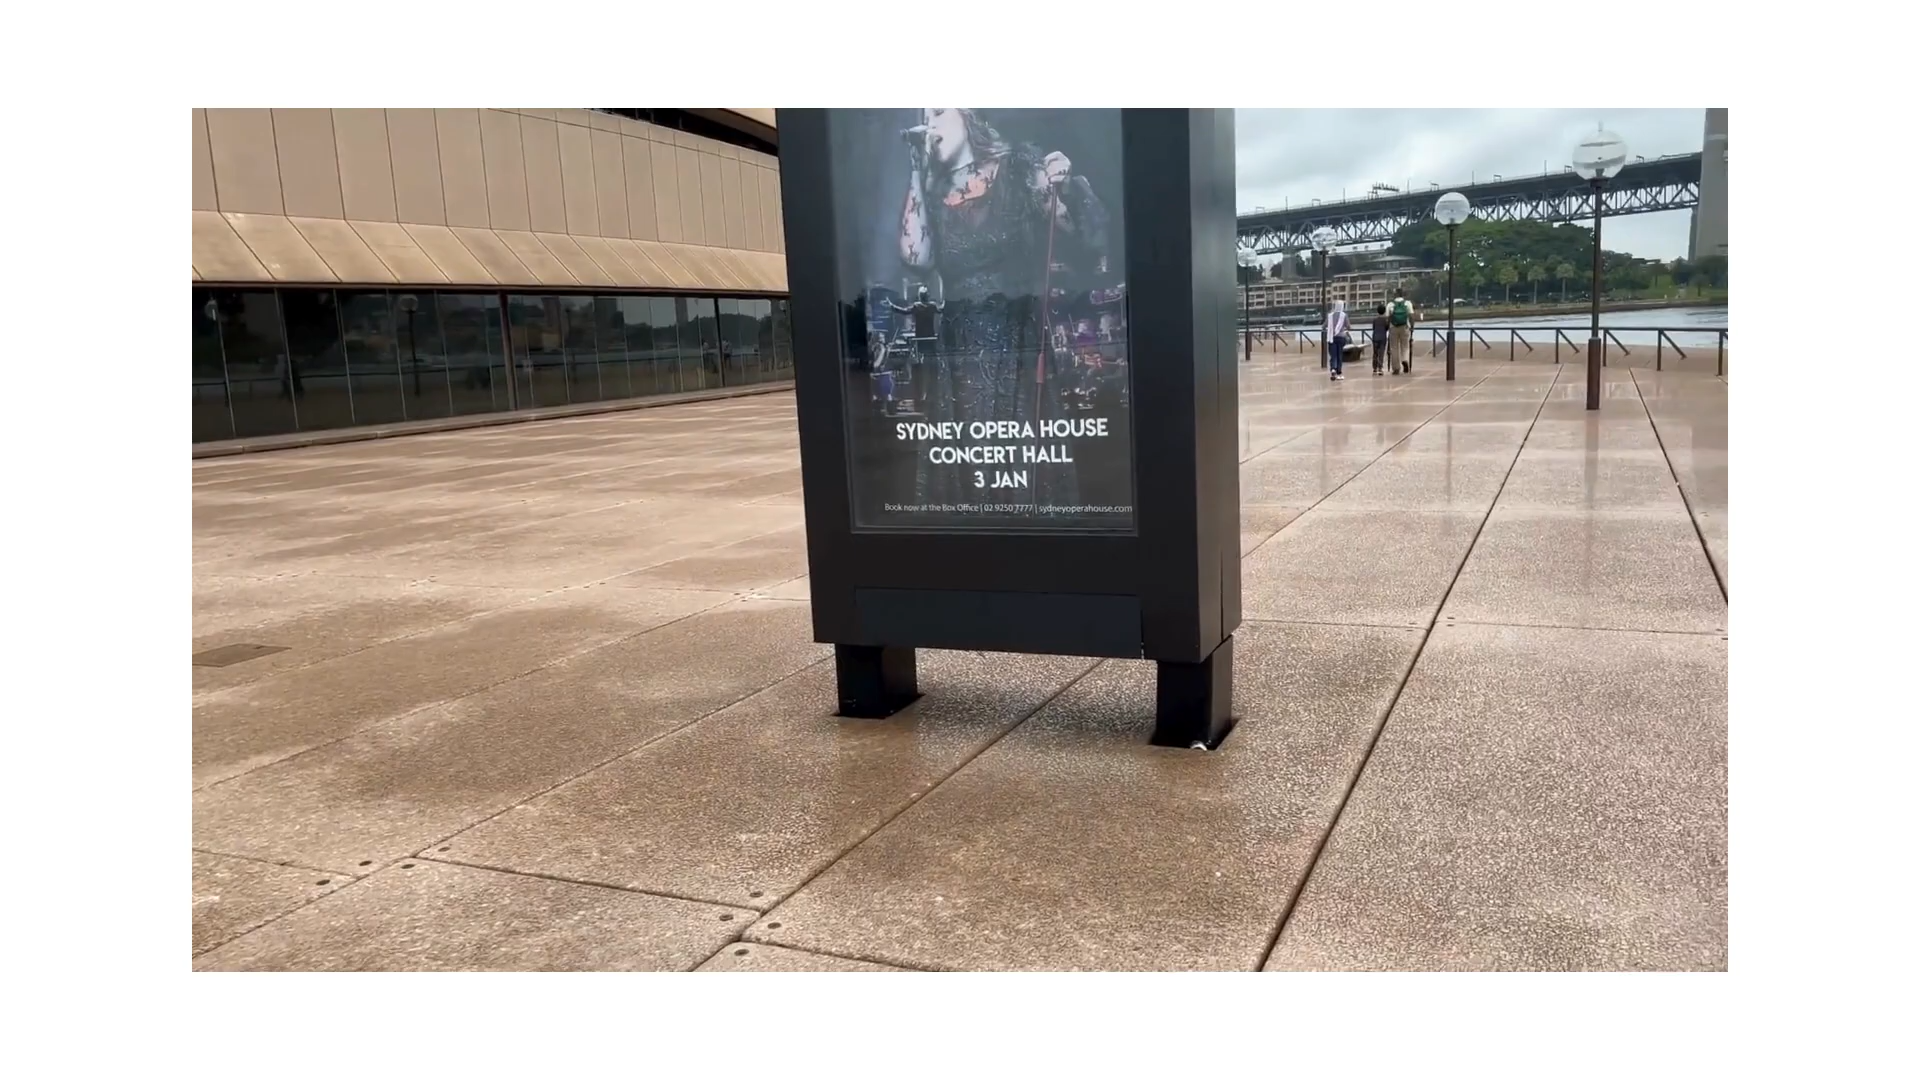 SYDNEY OPERA HOUSE
CONCERT HALL
3 JAN
Book now at the Box Office | 02 9250 7777 | sydneyoperahouse.com